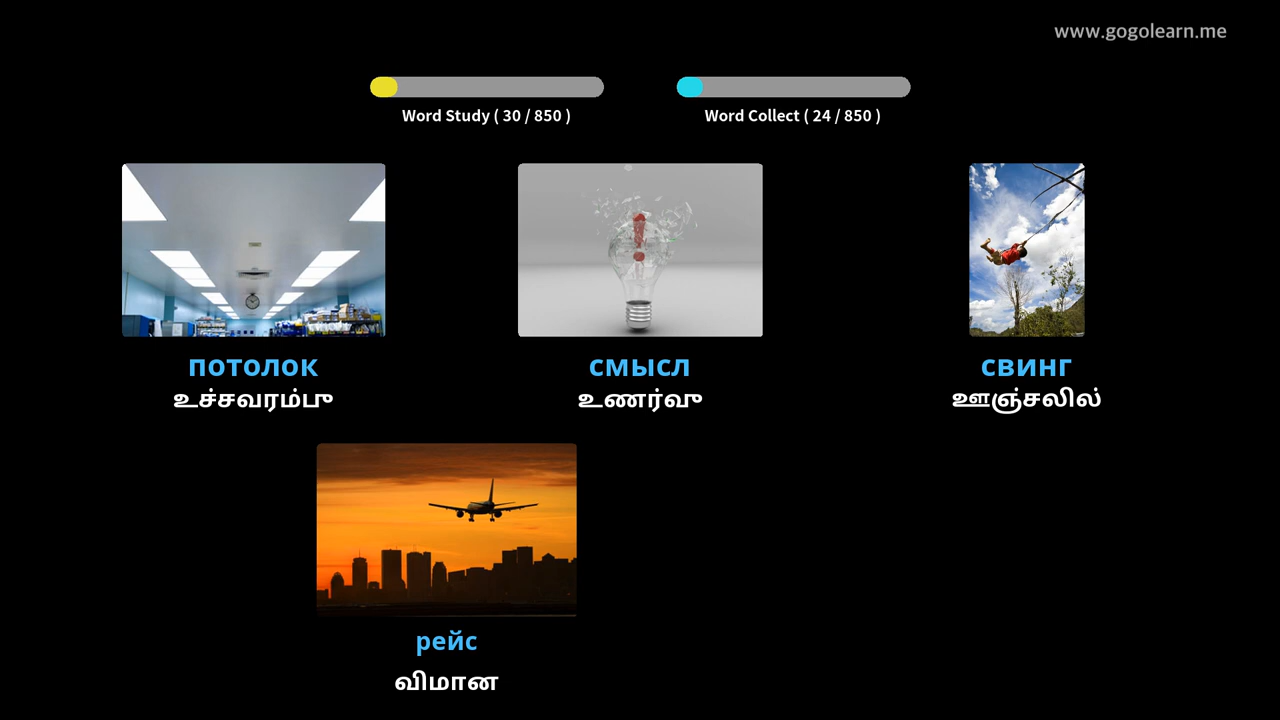 www.gogolearn.me
Word Study ( 30 / 850 )
Word Collect ( 24 / 850 )
потолок
உச்சவரம்பு
смысл
உணர்வு
свинг
ஊஞ்சலில்
рейс
விமான